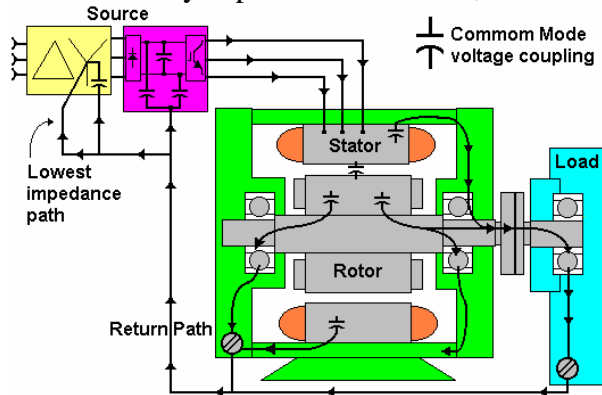 Source
Commom Mode
voltage coupling
Stator
Load
Lowest
impedance
path
Rotor
Return Path